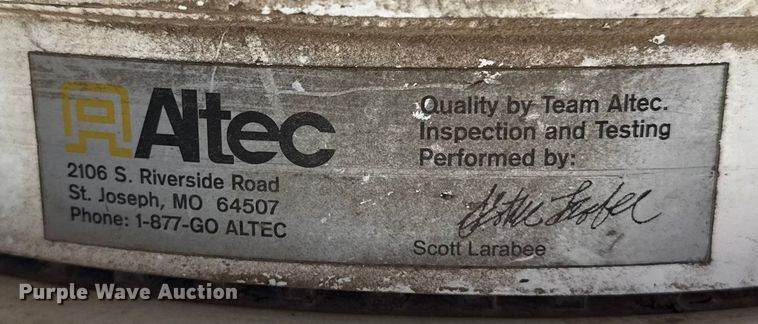 Altec
2106 S. Riverside Road
St. Joseph, MO 64507
Phone: 1-877-GO ALTEC
Quality by Team Altec.
Inspection and Testing
Performed by:
Scott Larabee
Purple Wave Auction